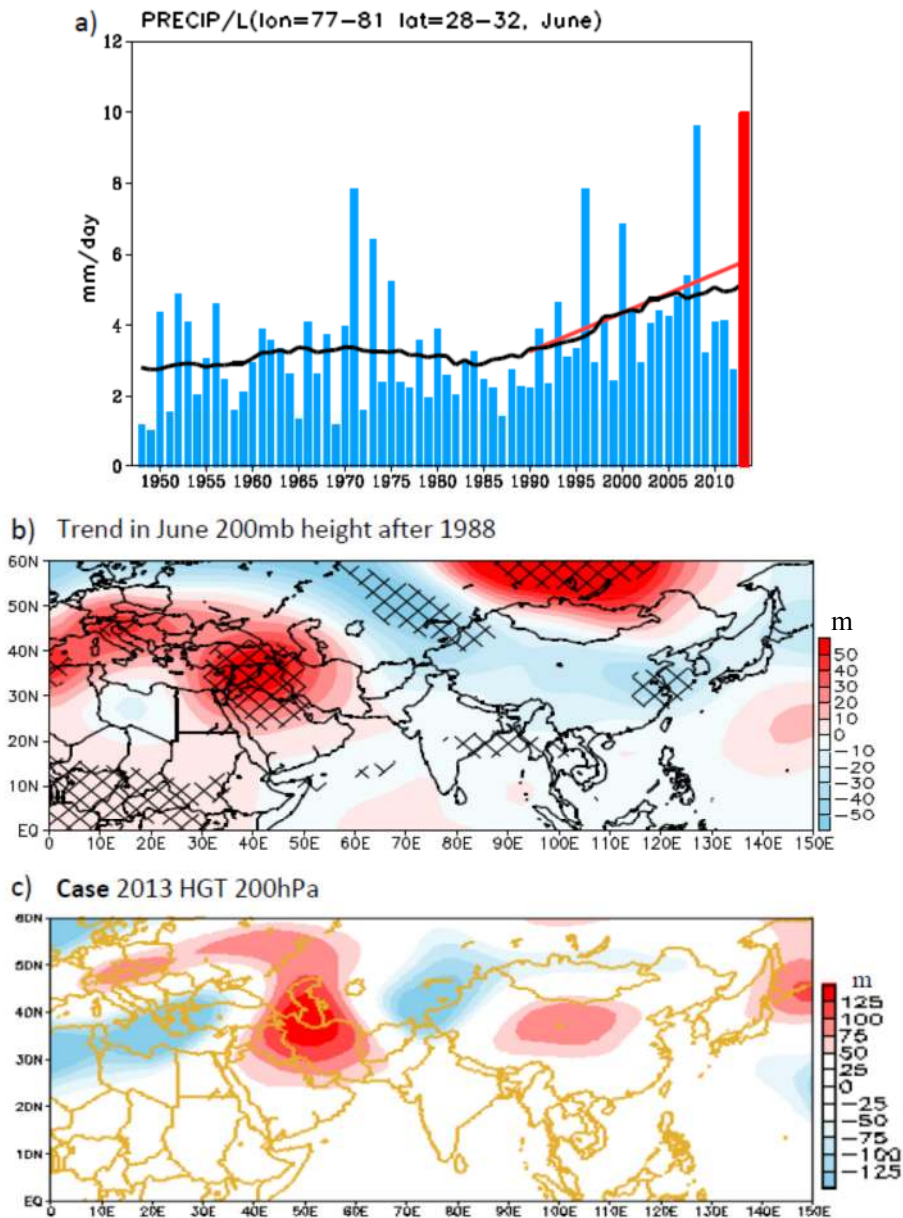 a) PRECIP/L(lon=77-81 lat=28-32, June)
12
10
8
6
4
2
0
mm/day
1950 1955 1960 1965 1970 1975 1980 1985 1990 1995 2000 2005 2010
b) Trend in June 200mb height after 1988
60N
50N
40N
30N
20N
10N
EQ
0 10E 20E 30E 40E 50E 60E 70E 80E 90E 100E 110E 120E 130E 140E 150E
m
50
40
30
20
10
0
-10
-20
-30
-40
-50
c) Case 2013 HGT 200hPa
60N
50N
40N
30N
20N
10N
EQ
0 10E 20E 30E 40E 50E 60E 70E 80E 90E 100E 110E 120E 130E 140E 150E
m
125
100
75
50
25
0
-25
-50
-75
-100
-125